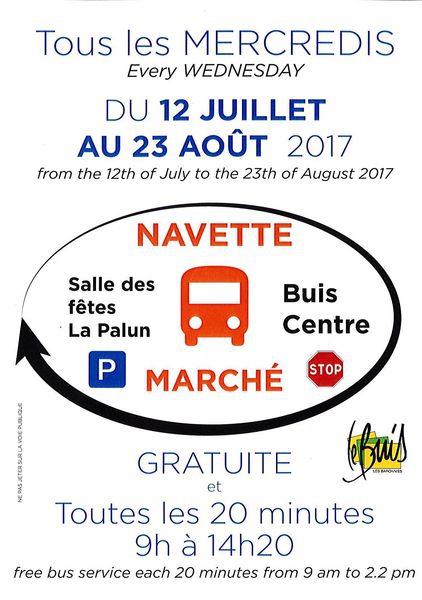 Tous les MERCREDIS
Every WEDNESDAY
DU 12 JUILLET
AU 23 AOÛT 2017
from the 12th of July to the 23th of August 2017
NAVETTE
Salle des
fêtes
La Palun
P
Buis
Centre
STOP
MARCHÉ
NE PAS JETER SUR LA VOIE PUBLIQUE
le Buis
LES BARONNIES
GRATUITE
et
Toutes les 20 minutes
9h à 14h20
free bus service each 20 minutes from 9 am to 2.2 pm